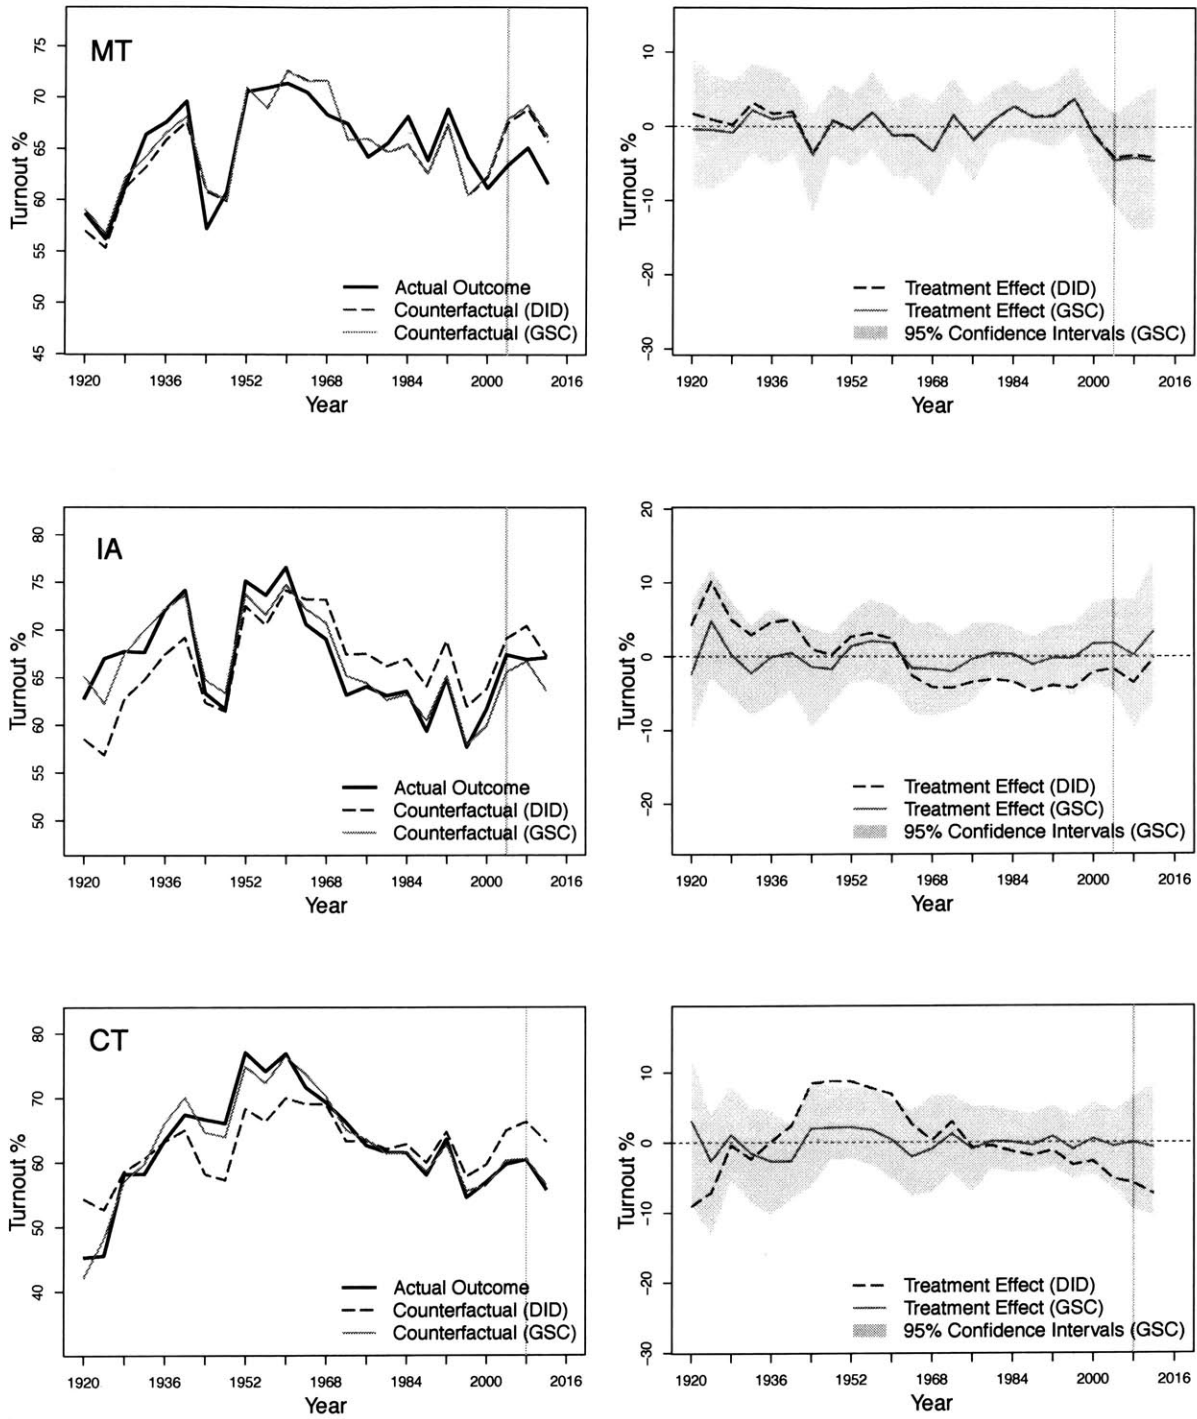 MT
Turnout %
75
70
65
60
55
50
45
Actual Outcome
Counterfactual (DID)
Counterfactual (GSC)
1920 1936 1952 1968 1984 2000 2016
Year
Turnout %
10
0
-10
-20
-30
Treatment Effect (DID)
Treatment Effect (GSC)
95% Confidence Intervals (GSC)
1920 1936 1952 1968 1984 2000 2016
Year
IA
Turnout %
80
75
70
65
60
55
50
Actual Outcome
Counterfactual (DID)
Counterfactual (GSC)
1920 1936 1952 1968 1984 2000 2016
Year
Turnout %
20
10
0
-10
-20
Treatment Effect (DID)
Treatment Effect (GSC)
95% Confidence Intervals (GSC)
1920 1936 1952 1968 1984 2000 2016
Year
CT
Turnout %
80
70
60
50
40
Actual Outcome
Counterfactual (DID)
Counterfactual (GSC)
1920 1936 1952 1968 1984 2000 2016
Year
Turnout %
10
0
-10
-20
-30
Treatment Effect (DID)
Treatment Effect (GSC)
95% Confidence Intervals (GSC)
1920 1936 1952 1968 1984 2000 2016
Year